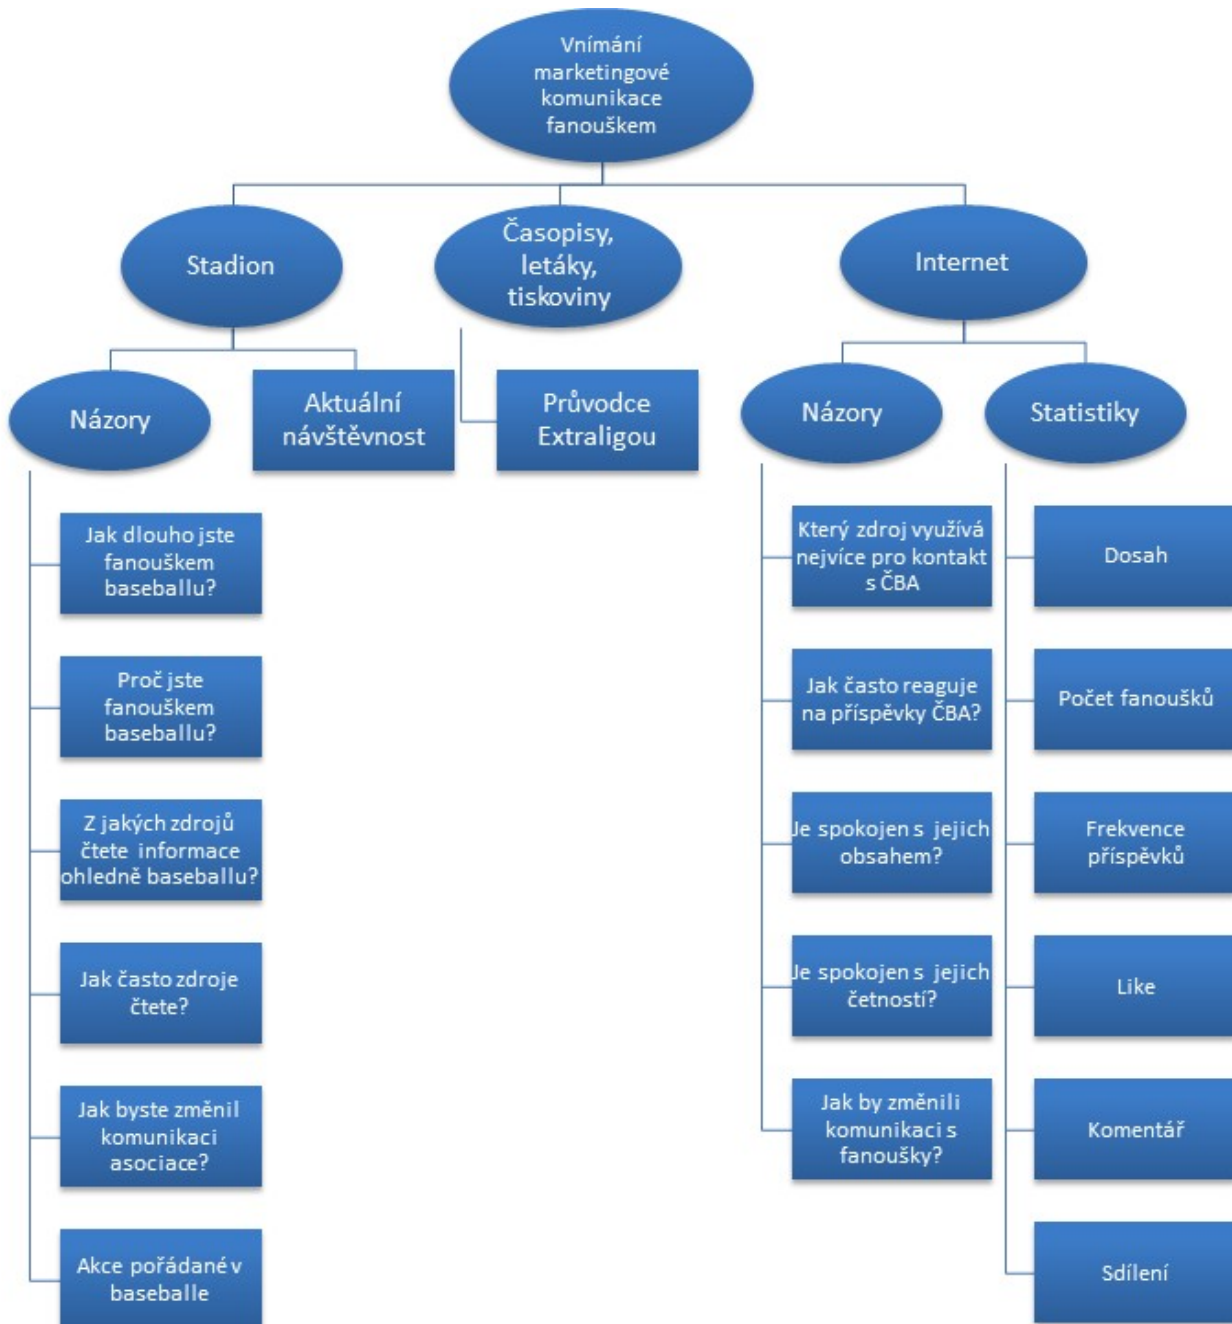 Vnímání
marketingové
komunikace
fanouškem
Stadion
Časopisy,
letáky,
tiskoviny
Internet
Názory
Aktuální
návštěvnost
Průvodce
Extraligou
Názory
Statistiky
Jak dlouho jste
fanouškem
baseballu?
Proč jste
fanouškem
baseballu?
Z jakých zdrojů
čtete informace
ohledně baseballu?
Jak často zdroje
čtete?
Jak byste změnil
komunikaci
asociace?
Akce pořádané v
baseballe
Který zdroj využívá
nejvíce pro kontakt
s ČBA
Jak často reaguje
na příspěvky ČBA?
Je spokojen s jejich
obsahem?
Je spokojen s jejich
četností?
Jak by změnili
komunikaci s
fanoušky?
Dosah
Počet fanoušků
Frekvence
příspěvků
Like
Komentář
Sdílení